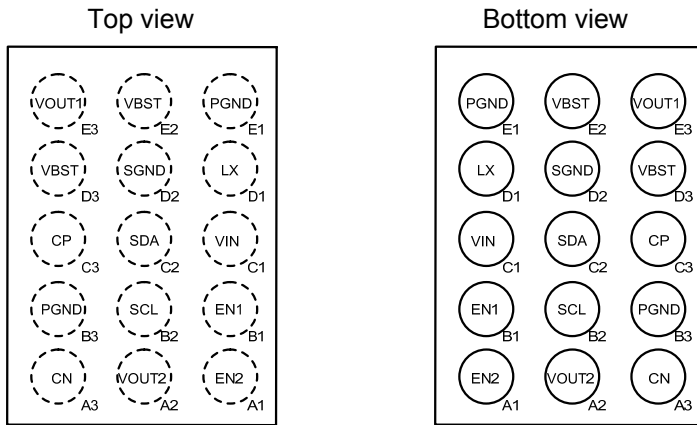 Top view
Bottom view
VOUT1 VBST PGND
E3 E2 E1
VBST SGND LX
D3 D2 D1
CP SDA VIN
C3 C2 C1
PGND SCL EN1
B3 B2 B1
CN VOUT2 EN2
A3 A2 A1
PGND VBST VOUT1
E1 E2 E3
LX SGND VBST
D1 D2 D3
VIN SDA CP
C1 C2 C3
EN1 SCL PGND
B1 B2 B3
EN2 VOUT2 CN
A1 A2 A3